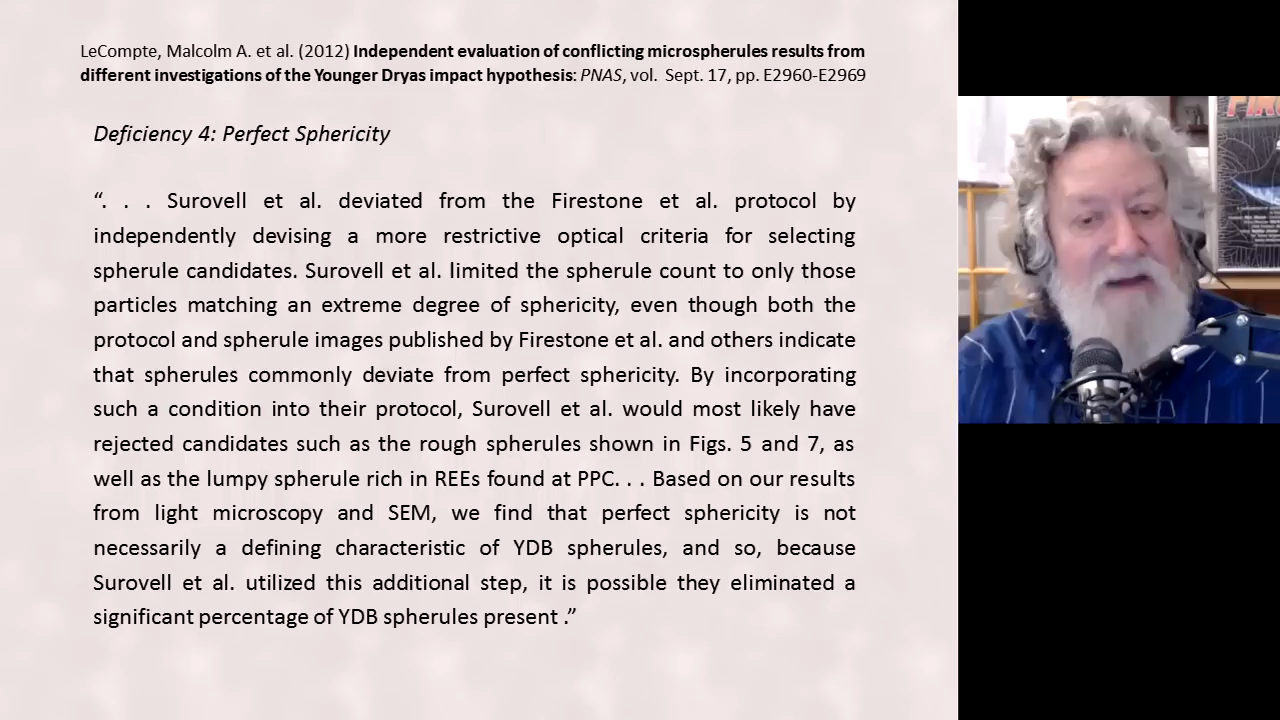 LeCompte, Malcolm A. et al. (2012) Independent evaluation of conflicting microspherules results from
different investigations of the Younger Dryas impact hypothesis: PNAS, vol. Sept. 17, pp. E2960-E2969
Deficiency 4: Perfect Sphericity
“. . . Surovell et al. deviated from the Firestone et al. protocol by
independently devising a more restrictive optical criteria for selecting
spherule candidates. Surovell et al. limited the spherule count to only those
particles matching an extreme degree of sphericity, even though both the
protocol and spherule images published by Firestone et al. and others indicate
that spherules commonly deviate from perfect sphericity. By incorporating
such a condition into their protocol, Surovell et al. would most likely have
rejected candidates such as the rough spherules shown in Figs. 5 and 7, as
well as the lumpy spherule rich in REEs found at PPC. . . Based on our results
from light microscopy and SEM, we find that perfect sphericity is not
necessarily a defining characteristic of YDB spherules, and so, because
Surovell et al. utilized this additional step, it is possible they eliminated a
significant percentage of YDB spherules present .”